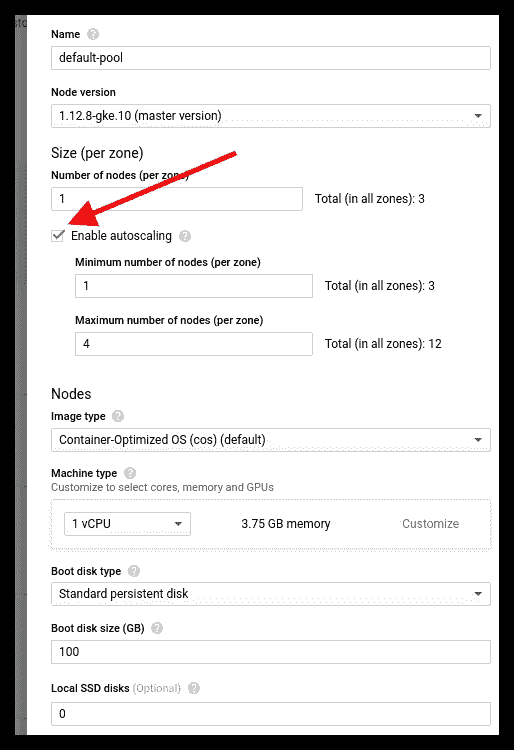 Name
default-pool
Node version
1.12.8-gke.10 (master version)
Size (per zone)
Number of nodes (per zone)
1 Total (in all zones): 3
Enable autoscaling
Minimum number of nodes (per zone)
1 Total (in all zones): 3
Maximum number of nodes (per zone)
4 Total (in all zones): 12
Nodes
Image type
Container-Optimized OS (cos) (default)
Machine type
Customize to select cores, memory and GPUs
1 vCPU 3.75 GB memory Customize
Boot disk type
Standard persistent disk
Boot disk size (GB)
100
Local SSD disks (Optional)
0